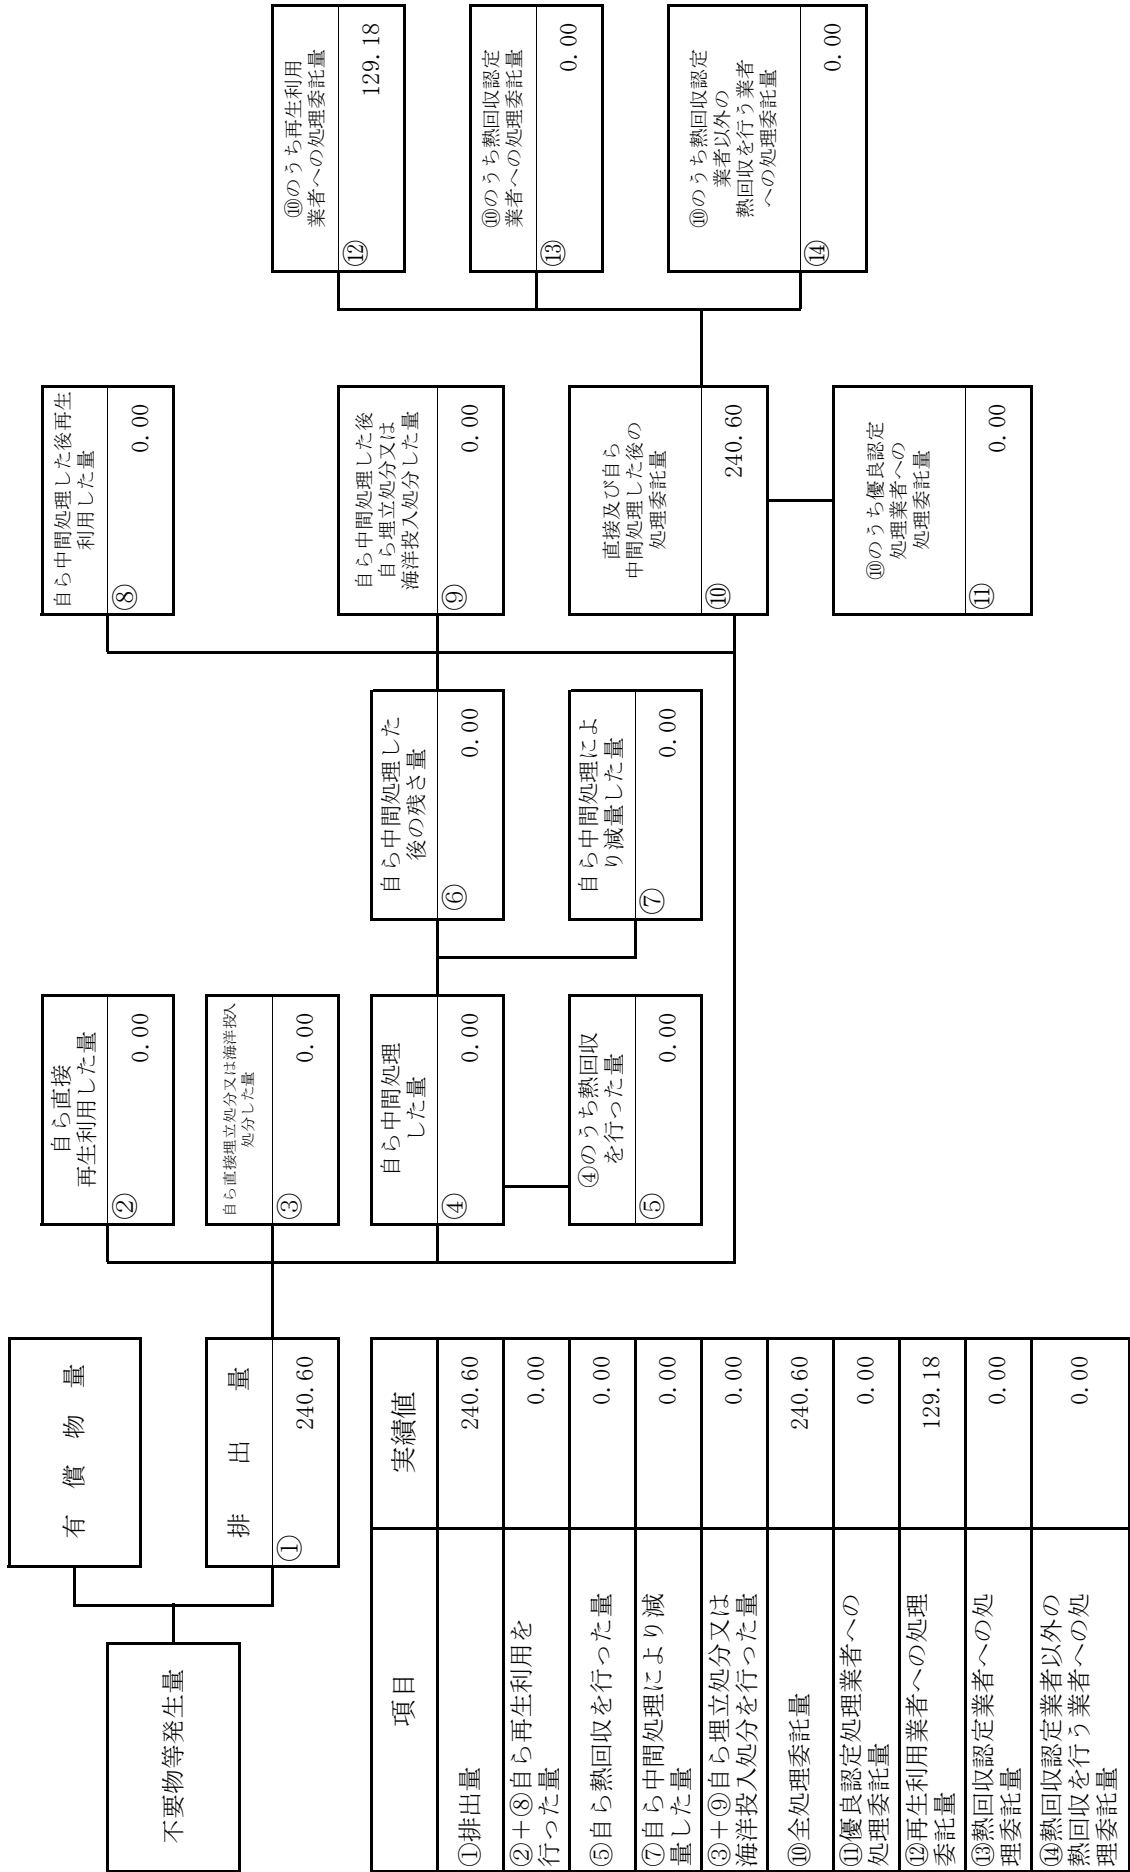 不要物等発生量
有償物量
排出量
①
240.60
自ら直接
再生利用した量
②
0.00
自ら直接埋立処分又は海洋投入
処分した量
③
0.00
自ら中間処理
した量
④
0.00
④のうち熱回収
を行った量
⑤
0.00
自ら中間処理した
後の残さ量
⑥
0.00
自ら中間処理によ
り減量した量
⑦
0.00
自ら中間処理した後再生
利用した量
⑧
0.00
自ら中間処理した後
自ら埋立処分又は
海洋投入処分した量
⑨
0.00
直接及び自ら
中間処理した後の
処理委託量
⑩
240.60
⑩のうち優良認定
処理業者への
処理委託量
⑪
0.00
⑩のうち再生利用
業者への処理委託量
⑫
129.18
⑩のうち熱回収認定
業者への処理委託量
⑬
0.00
⑩のうち熱回収認定
業者以外の
熱回収を行う業者
への処理委託量
⑭
0.00
項目
実績値
①排出量
240.60
②+⑧自ら再生利用を
行った量
0.00
⑤自ら熱回収を行った量
0.00
⑦自ら中間処理により減
量した量
0.00
③+⑨自ら埋立処分又は
海洋投入処分を行った量
0.00
⑩全処理委託量
240.60
⑪優良認定処理業者への
処理委託量
0.00
⑫再生利用業者への処理
委託量
129.18
⑬熱回収認定業者への処
理委託量
0.00
⑭熱回収認定業者以外の
熱回収を行う業者への処
理委託量
0.00